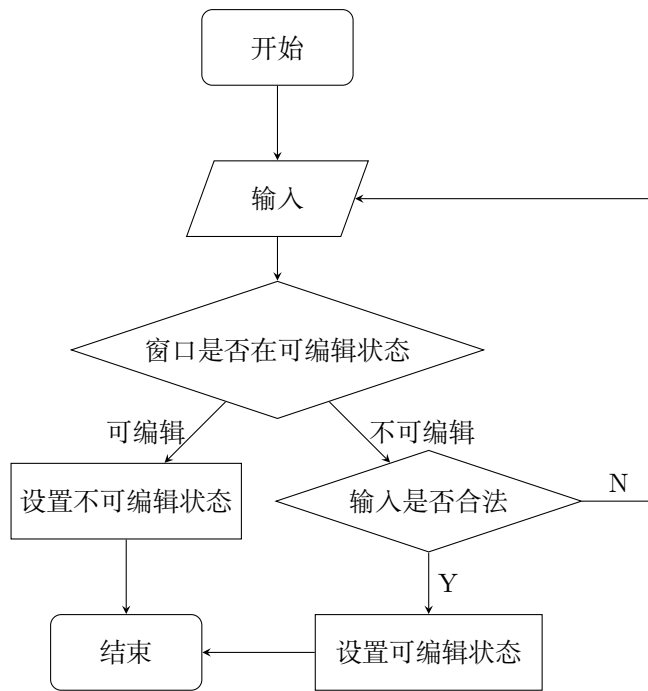 开始
输入
窗口是否在可编辑状态
可编辑
不可编辑
设置不可编辑状态
输入是否合法
N
Y
结束
设置可编辑状态